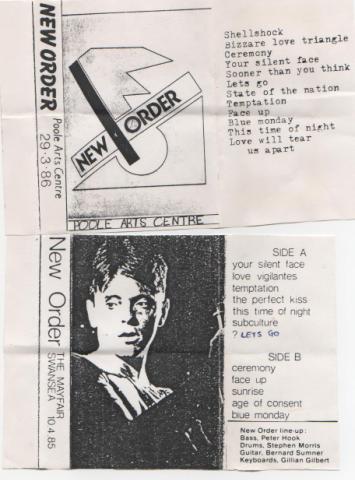 NEW ORDER
Poole Arts Centre
29·3·86
NEW ORDER
POOLE ARTS CENTRE
Shellshock
Bizzare love triangle
Ceremony
Your silent face
Sooner than you think
Lets go
State of the nation
Temptation
Face up
Blue monday
This time of night
Love will tear
us apart
New Order
THE MAYFAIR
SWANSEA 10.4.85
SIDE A
your silent face
love vigilantes
temptation
the perfect kiss
this time of night
subculture
? LETS GO
SIDE B
ceremony
face up
sunrise
age of consent
blue monday
New Order line-up:
Bass, Peter Hook
Drums, Stephen Morris
Guitar, Bernard Sumner
Keyboards, Gillian Gilbert